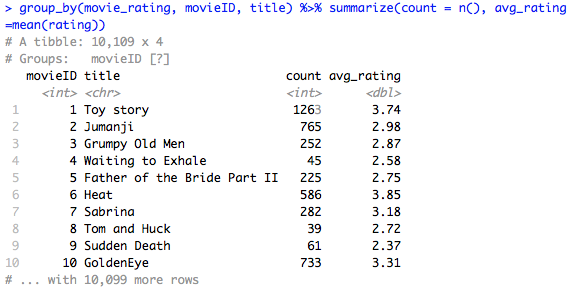 > group_by(movie_rating, movieID, title) %>% summarize(count = n(), avg_rating
=mean(rating))
# A tibble: 10,109 x 4
# Groups:   movieID [?]
   movieID title                       count avg_rating
     <int> <chr>                       <int>      <dbl>
1        1 Toy story                    1263       3.74
2        2 Jumanji                       765       2.98
3        3 Grumpy Old Men                252       2.87
4        4 Waiting to Exhale              45       2.58
5        5 Father of the Bride Part II   225       2.75
6        6 Heat                          586       3.85
7        7 Sabrina                       282       3.18
8        8 Tom and Huck                   39       2.72
9        9 Sudden Death                   61       2.37
10      10 GoldenEye                     733       3.31
# ... with 10,099 more rows